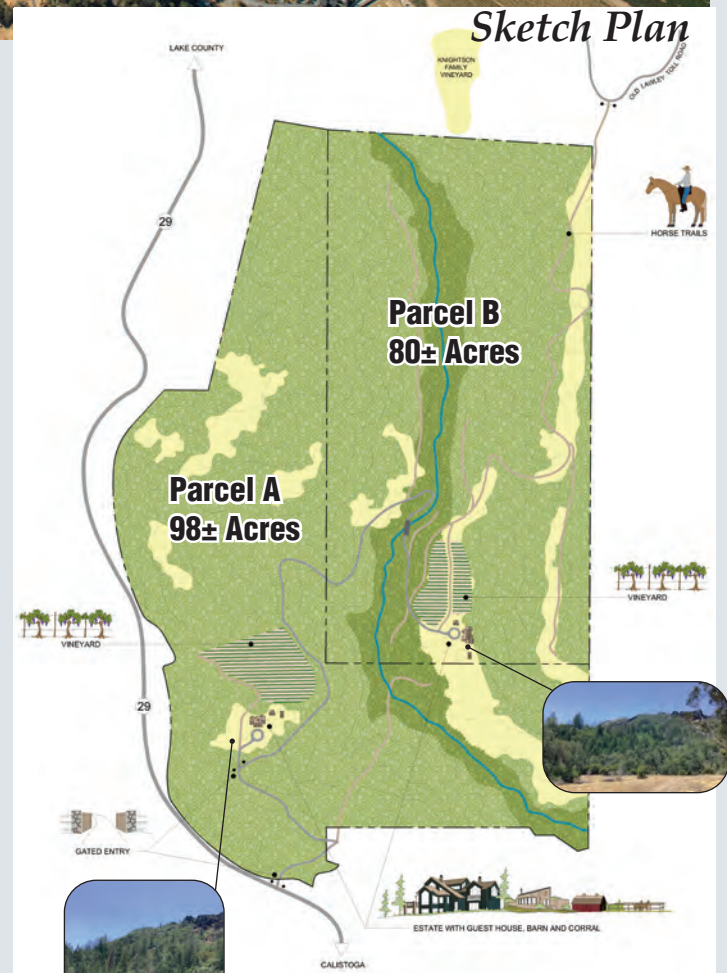 Sketch Plan
LAKE COUNTY
KNIGHTSON
FAMILY
VINEYARD
OLD LAWLEY TOLL ROAD
29
HORSE TRAILS
Parcel B
80± Acres
Parcel A
98± Acres
VINEYARD
VINEYARD
29
GATED ENTRY
ESTATE WITH GUEST HOUSE, BARN AND CORRAL
CALISTOGA